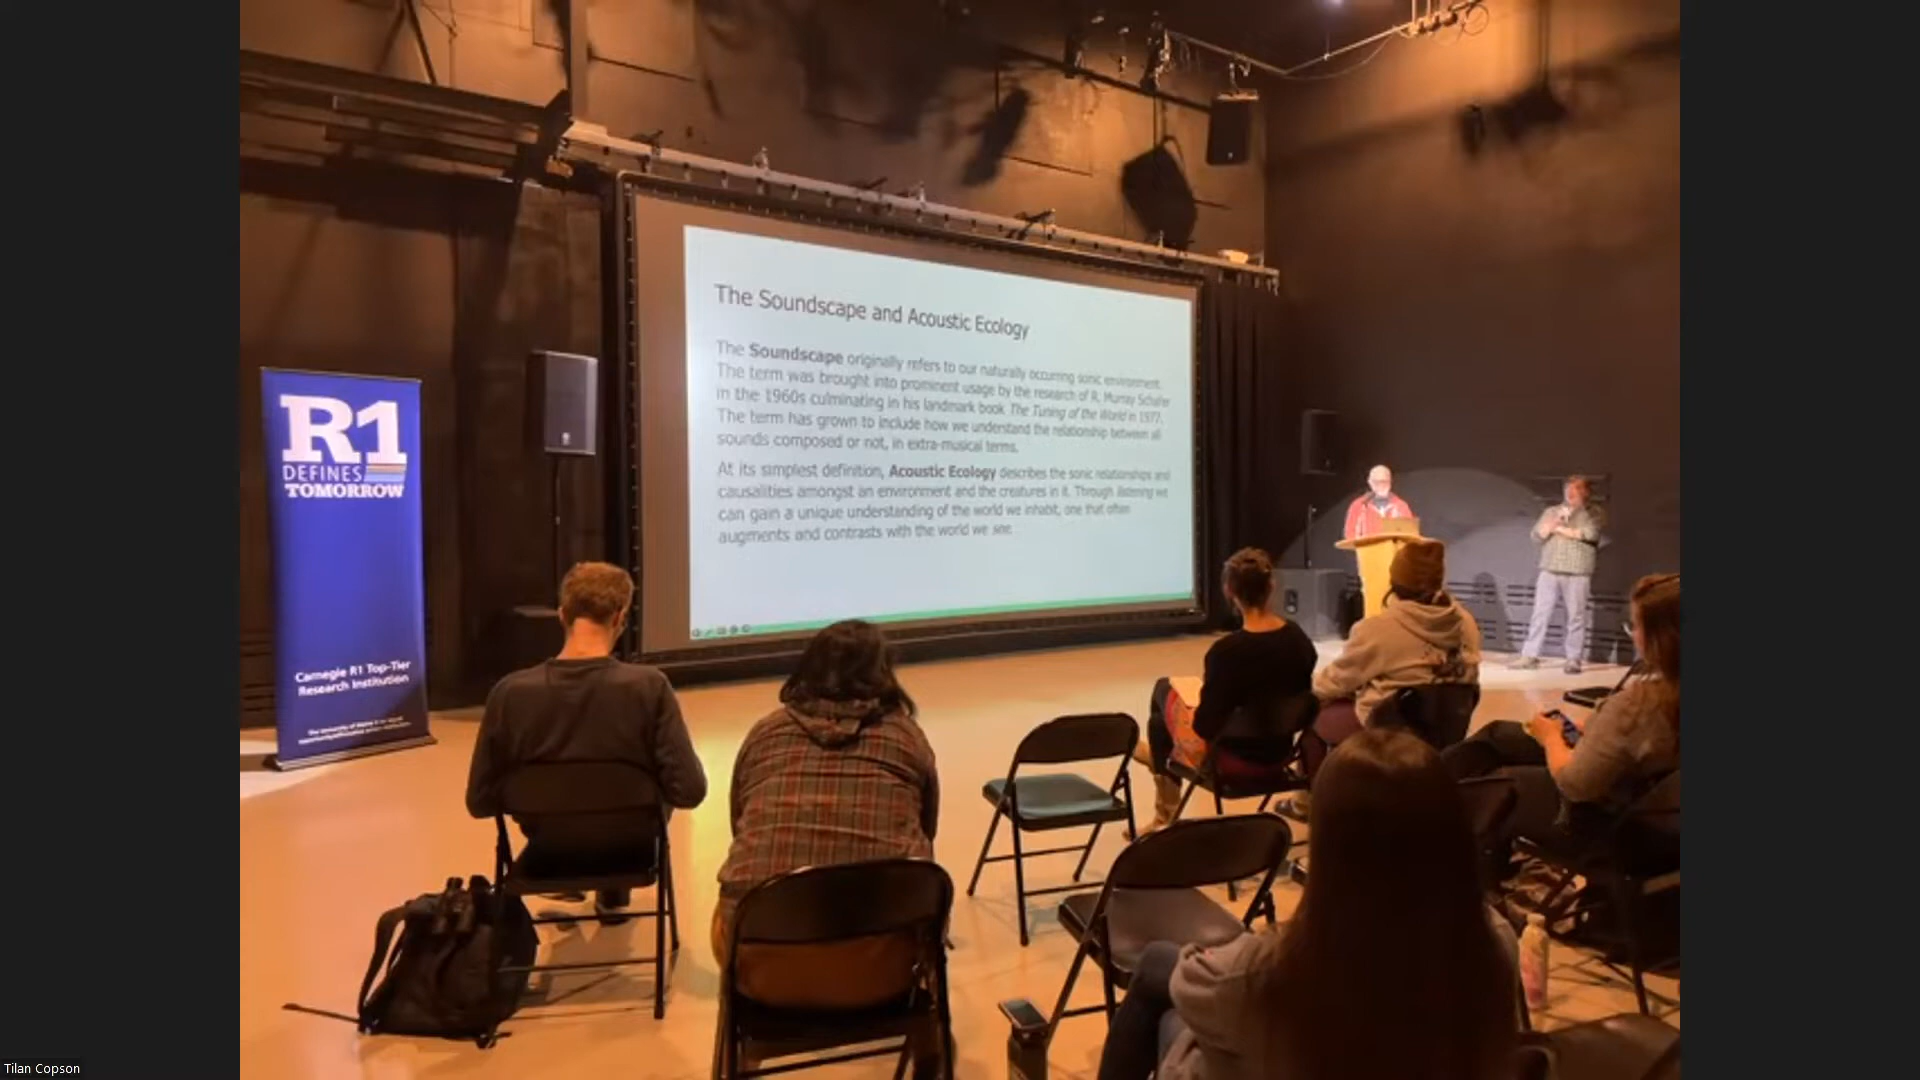 The Soundscape and Acoustic Ecology
The Soundscape originally refers to our naturally occurring sonic environment.
The term was brought into prominent usage by the research of R. Murray Schafer
in the 1960s culminating in his landmark book The Tuning of the World in 1977.
The term has grown to include how we understand the relationship between all
sounds composed or not, in extra-musical terms.
At its simplest definition, Acoustic Ecology describes the sonic relationships and
causalities amongst an environment and the creatures in it. Through listening we
can gain a unique understanding of the world we inhabit, one that often
augments and contrasts with the world we see.
R1
DEFINES
TOMORROW
Carnegie R1 Top-Tier
Research Institution
Tilan Copson